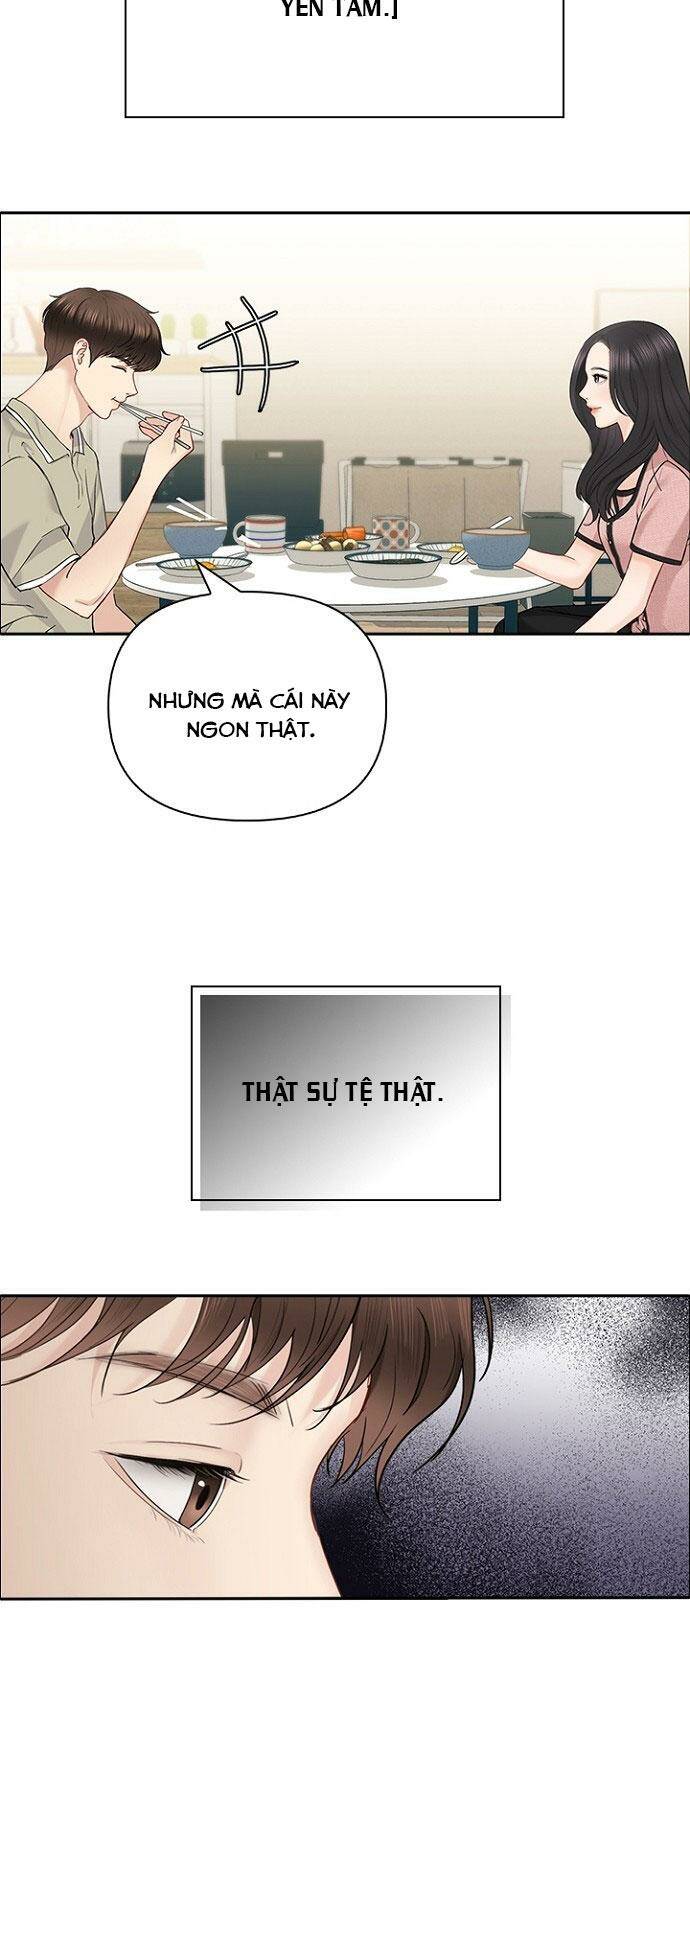 YÊN TÂM.]
NHƯNG MÀ CÁI NÀY
NGON THẬT.
THẬT SỰ TỆ THẬT.